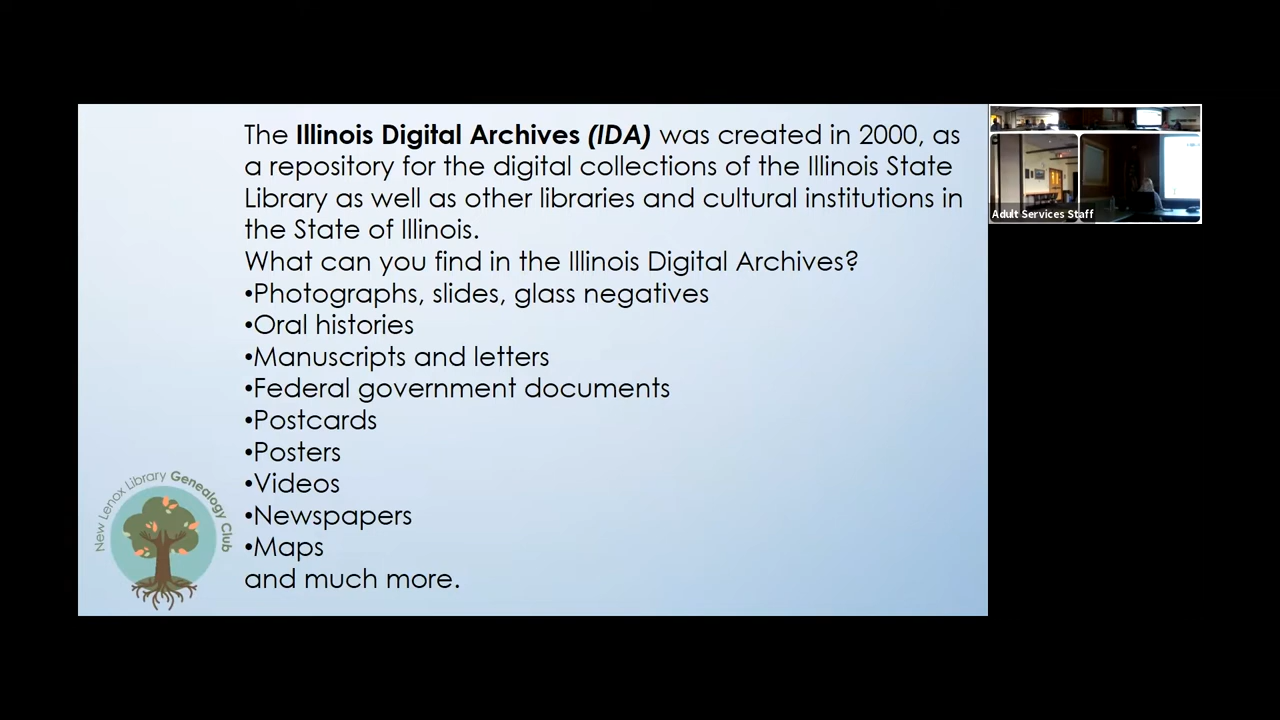 The Illinois Digital Archives (IDA) was created in 2000, as
a repository for the digital collections of the Illinois State
Library as well as other libraries and cultural institutions in
the State of Illinois.
What can you find in the Illinois Digital Archives?
•Photographs, slides, glass negatives
•Oral histories
•Manuscripts and letters
•Federal government documents
•Postcards
•Posters
•Videos
•Newspapers
•Maps
and much more.
New Lenox Library Genealogy Club
Adult Services Staff